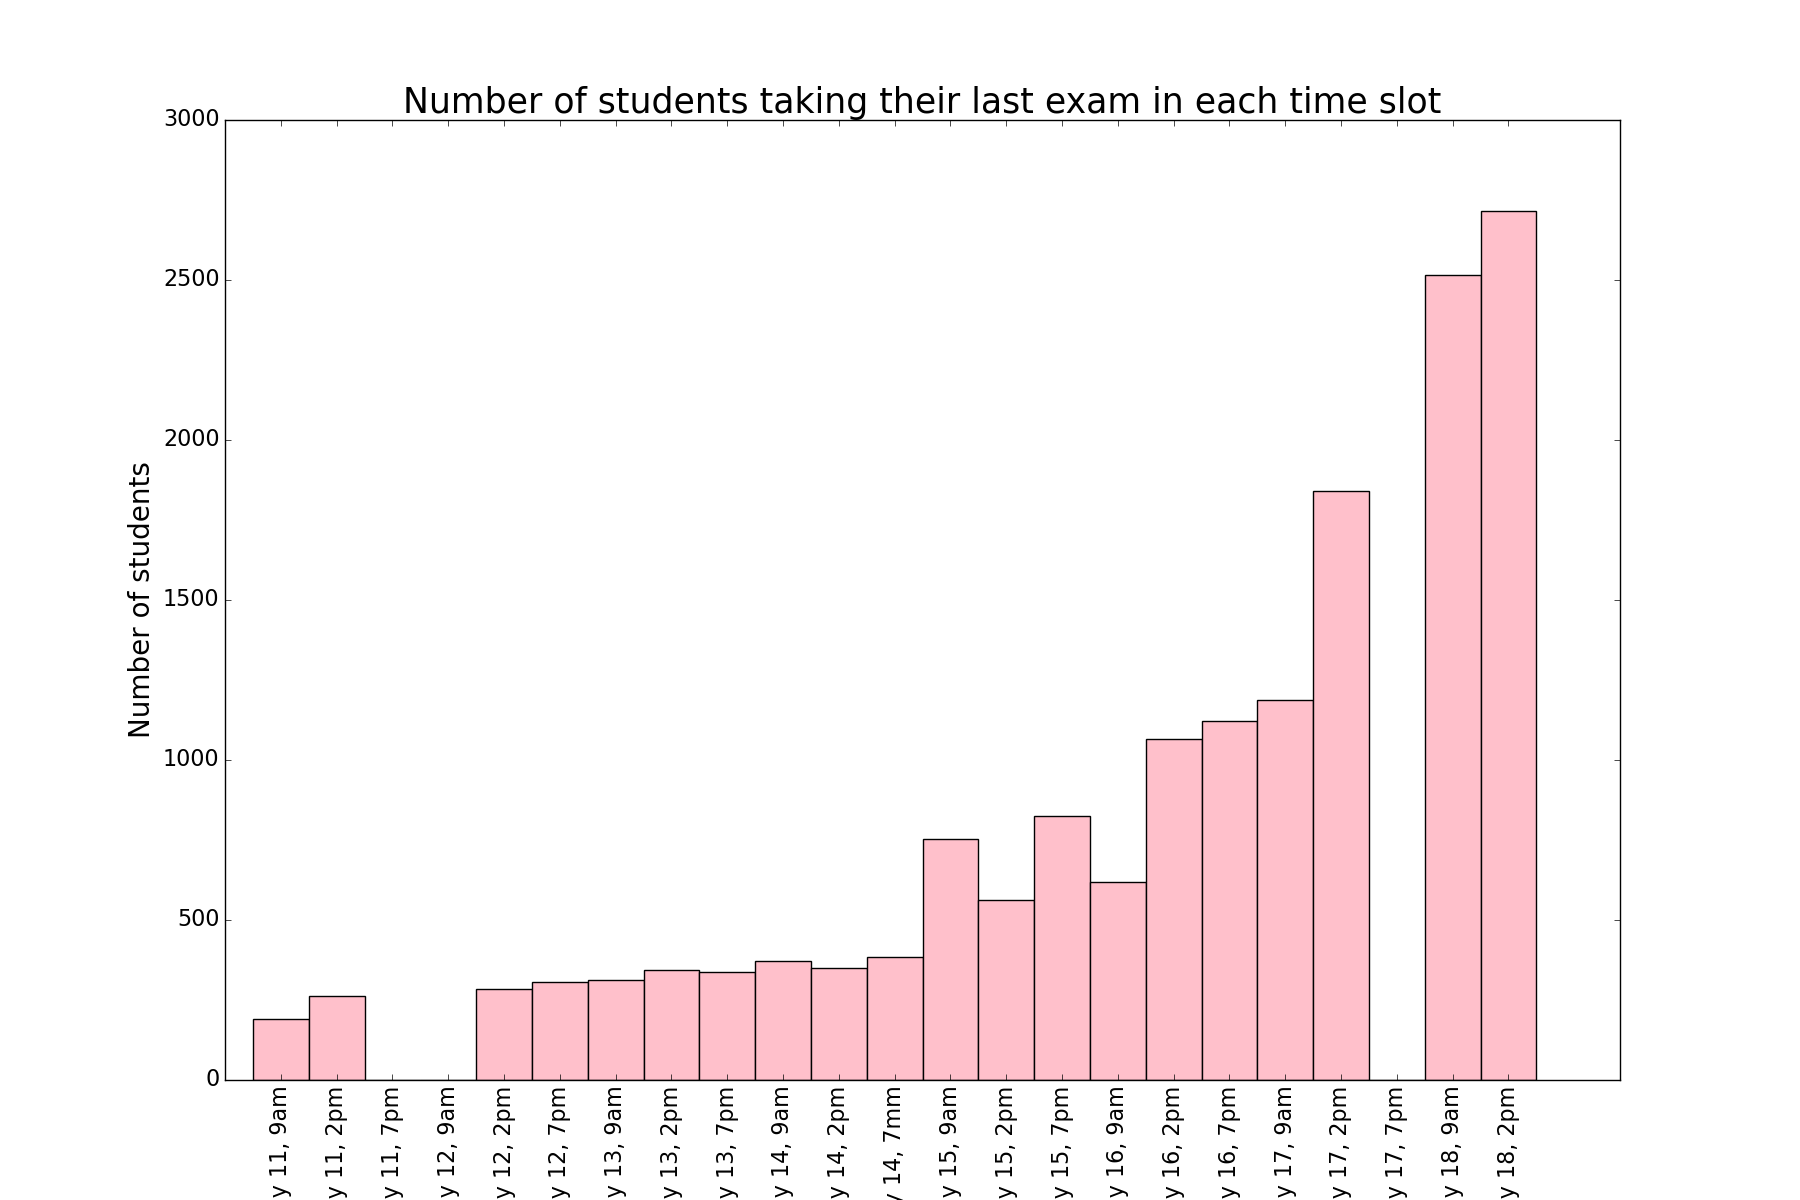 Number of students taking their last exam in each time slot
Number of students
3000
2500
2000
1500
1000
500
0
y 11, 9am
y 11, 2pm
y 11, 7pm
y 12, 9am
y 12, 2pm
y 12, 7pm
y 13, 9am
y 13, 2pm
y 13, 7pm
y 14, 9am
y 14, 2pm
y 14, 7mm
y 15, 9am
y 15, 2pm
y 15, 7pm
y 16, 9am
y 16, 2pm
y 16, 7pm
y 17, 9am
y 17, 2pm
y 17, 7pm
y 18, 9am
y 18, 2pm